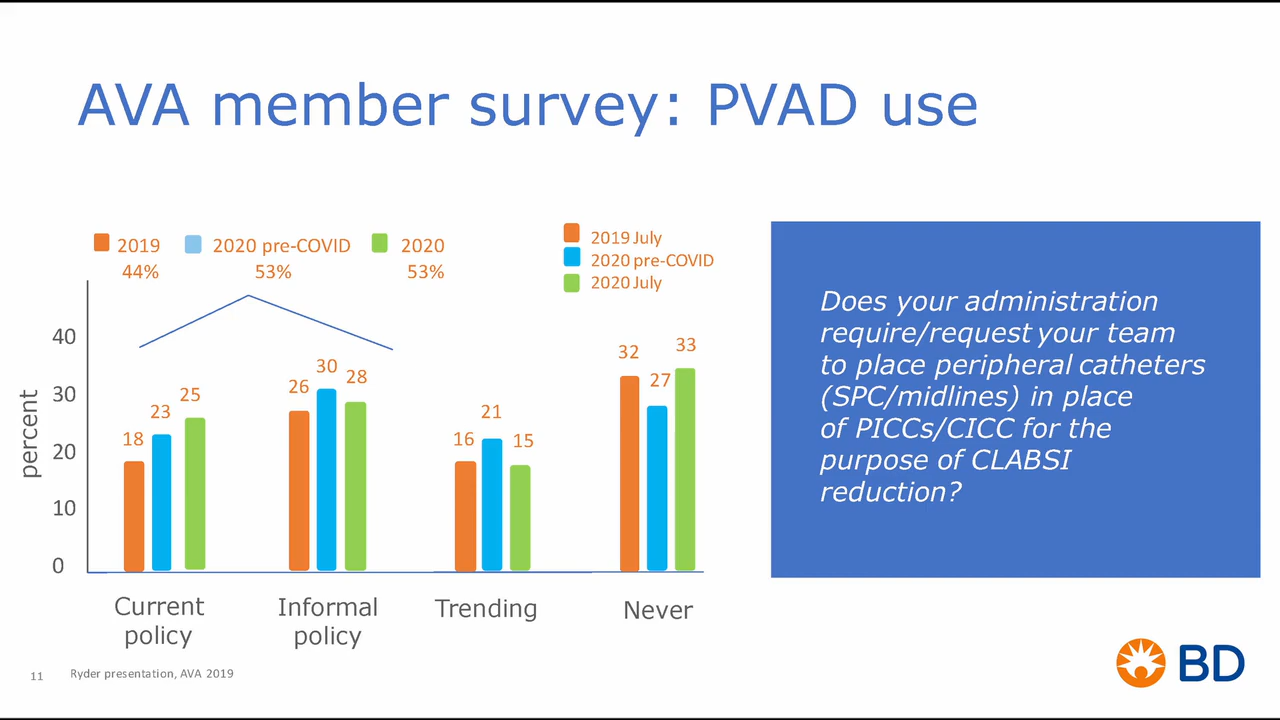 AVA member survey: PVAD use
2019 2020 pre-COVID 2020
44% 53% 53%
2019 July
2020 pre-COVID
2020 July
percent
40
30
20
10
0
18 23 25
26 30 28
16 21 15
32 27 33
Current policy
Informal policy
Trending
Never
Does your administration
require/request your team
to place peripheral catheters
(SPC/midlines) in place
of PICCs/CICC for the
purpose of CLABSI
reduction?
11 Ryder presentation, AVA 2019
BD